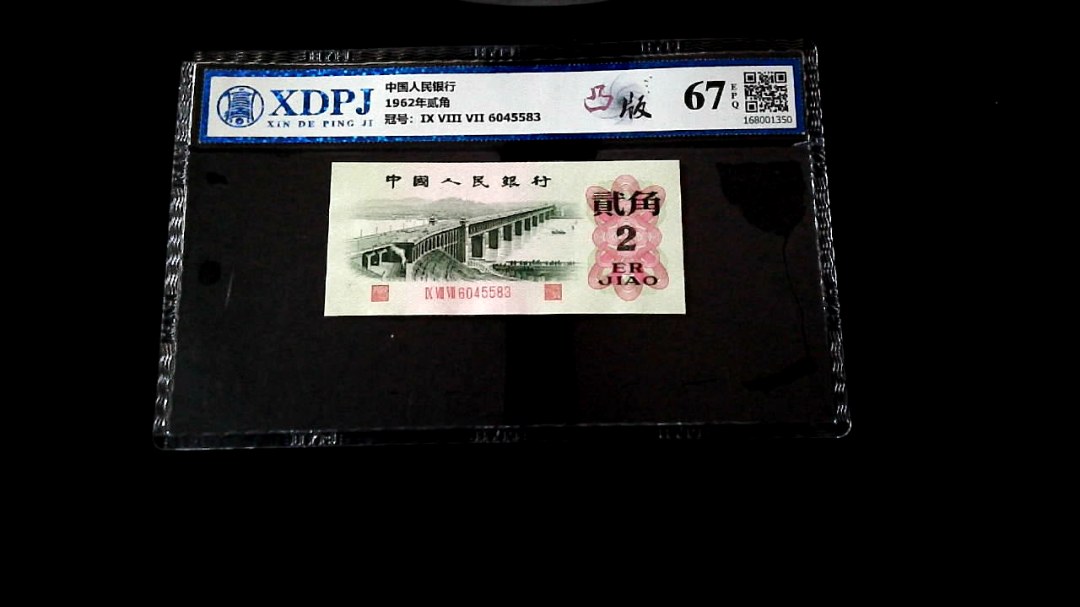 XDPJ
XIN DE PING JI
中国人民银行
1962年贰角
冠号：IX VIII VII 6045583
凸版
67
EPQ
168001350
中國人民銀行
貳角
2
ER
JIAO
IX VIII VII 6045583